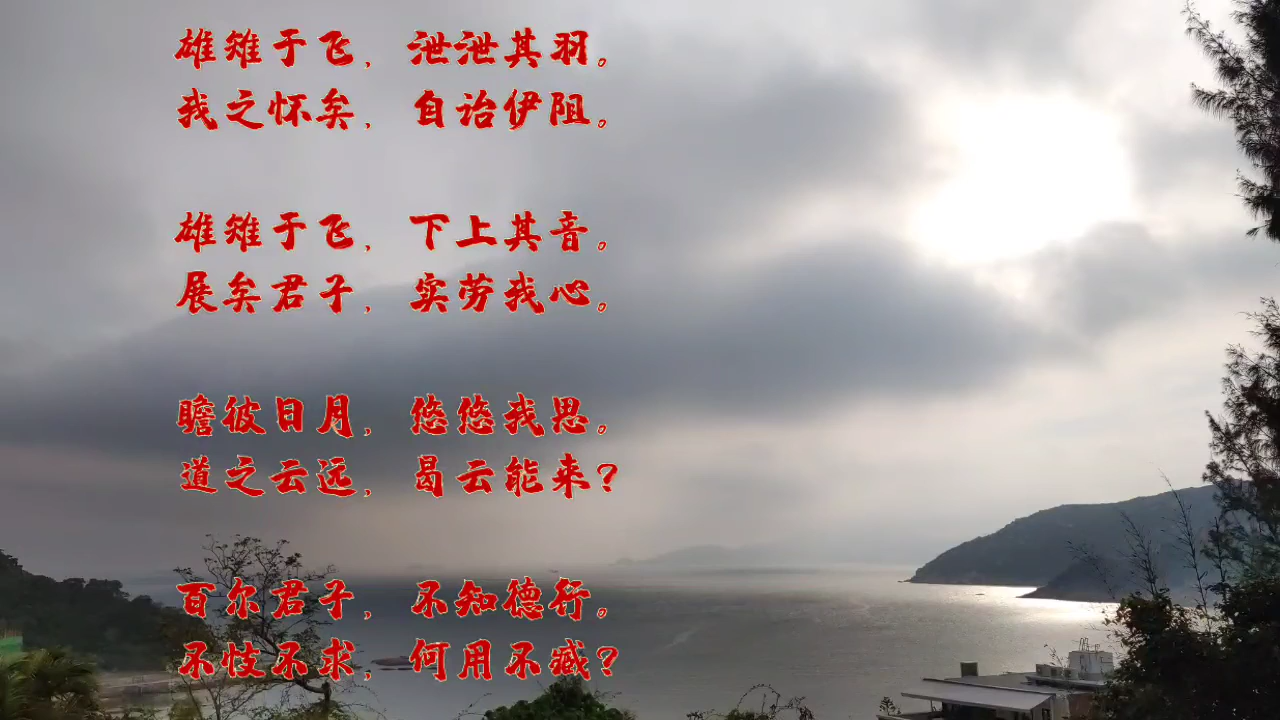 雄雉于飞，泄泄其羽。
我之怀矣，自诒伊阻。
雄雉于飞，下上其音。
展矣君子，实劳我心。
瞻彼日月，悠悠我思。
道之云远，曷云能来?
百尔君子，不知德行。
不忮不求，何用不臧?